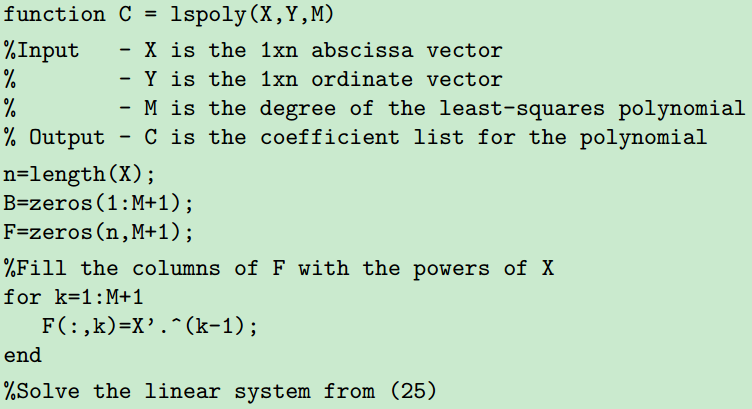 function C = lspoly(X,Y,M)
%Input   - X is the 1xn abscissa vector
%        - Y is the 1xn ordinate vector
%        - M is the degree of the least-squares polynomial
% Output - C is the coefficient list for the polynomial
n=length(X);
B=zeros(1:M+1);
F=zeros(n,M+1);
%Fill the columns of F with the powers of X
for k=1:M+1
   F(:,k)=X’.^(k-1);
end
%Solve the linear system from (25)